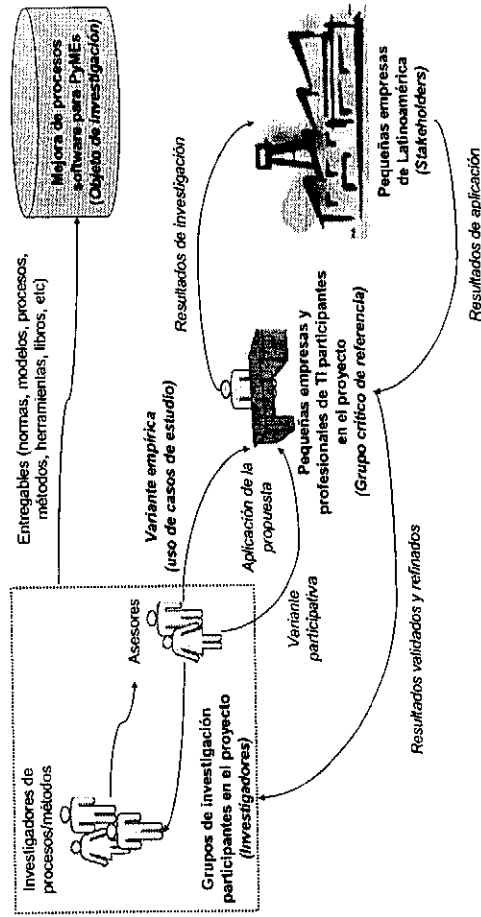 Investigadores de
procesos/métodos
Asesores
Grupos de investigación
participantes en el proyecto
(Investigadores)
Entregables (normas, modelos, procesos,
métodos, herramientas, libros, etc)
Mejora de procesos
software para PyMEs
(Objeto de Investigación)
Variante empírica
(uso de casos de estudio)
Aplicación de la
propuesta
Variante
participativa
Resultados de investigación
Pequeñas empresas y
profesionales de TI participantes
en el proyecto
(Grupo crítico de referencia)
Pequeñas empresas
de Latinoamérica
(Stakeholders)
Resultados de aplicación
Resultados validados y refinados